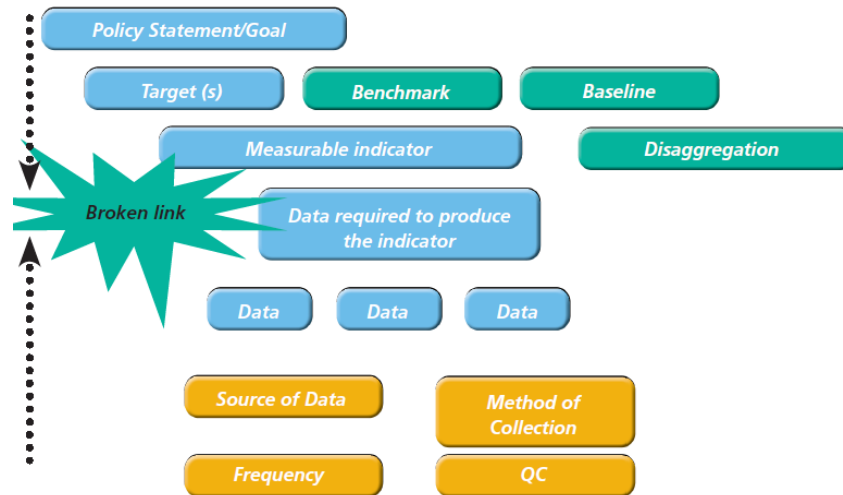 Policy Statement/Goal
Target (s)
Benchmark
Baseline
Measurable indicator
Disaggregation
Broken link
Data required to produce
the indicator
Data
Data
Data
Source of Data
Method of
Collection
Frequency
QC